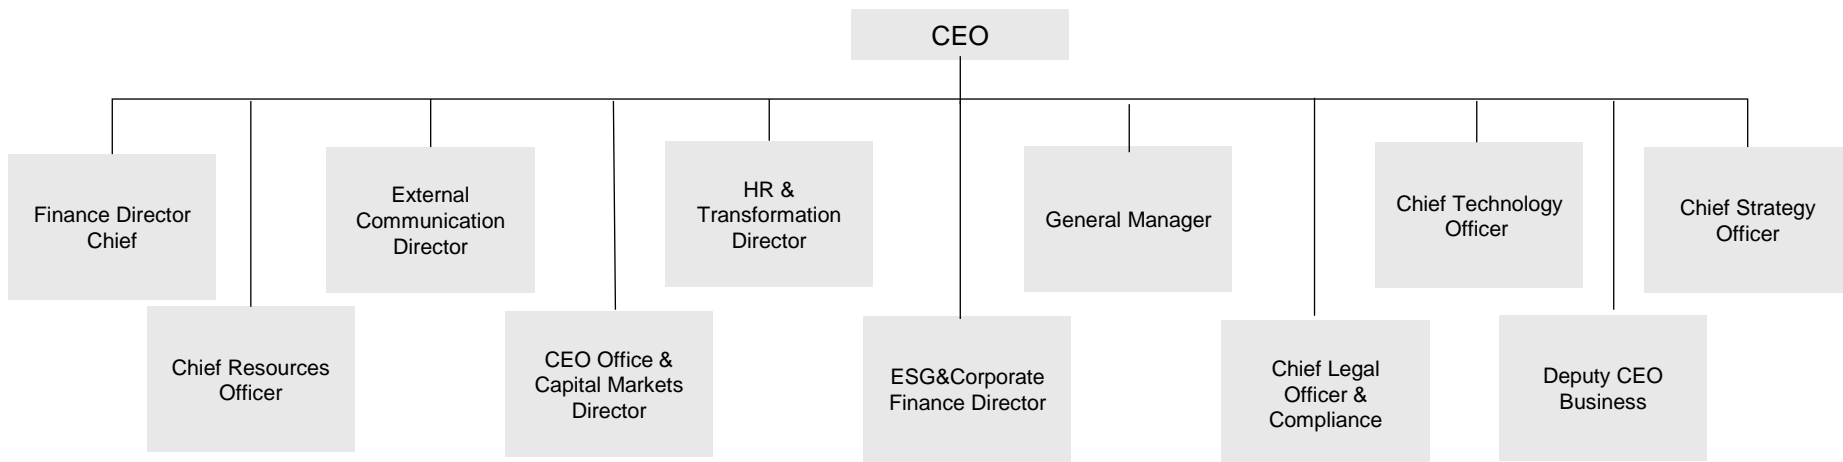 CEO
Finance Director
Chief
External
Communication
Director
HR &
Transformation
Director
General Manager
Chief Technology
Officer
Chief Strategy
Officer
Chief Resources
Officer
CEO Office &
Capital Markets
Director
ESG&Corporate
Finance Director
Chief Legal
Officer &
Compliance
Deputy CEO
Business